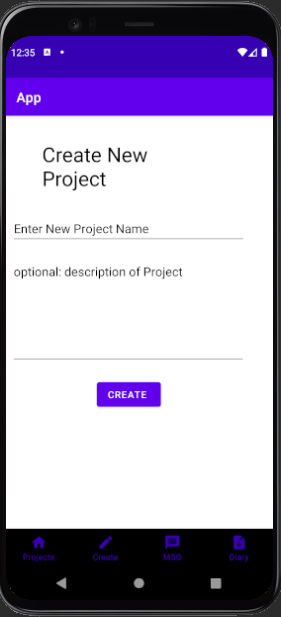 12:35
App
Create New
Project
Enter New Project Name
optional: description of Project
CREATE
Projects Create MSG Diary